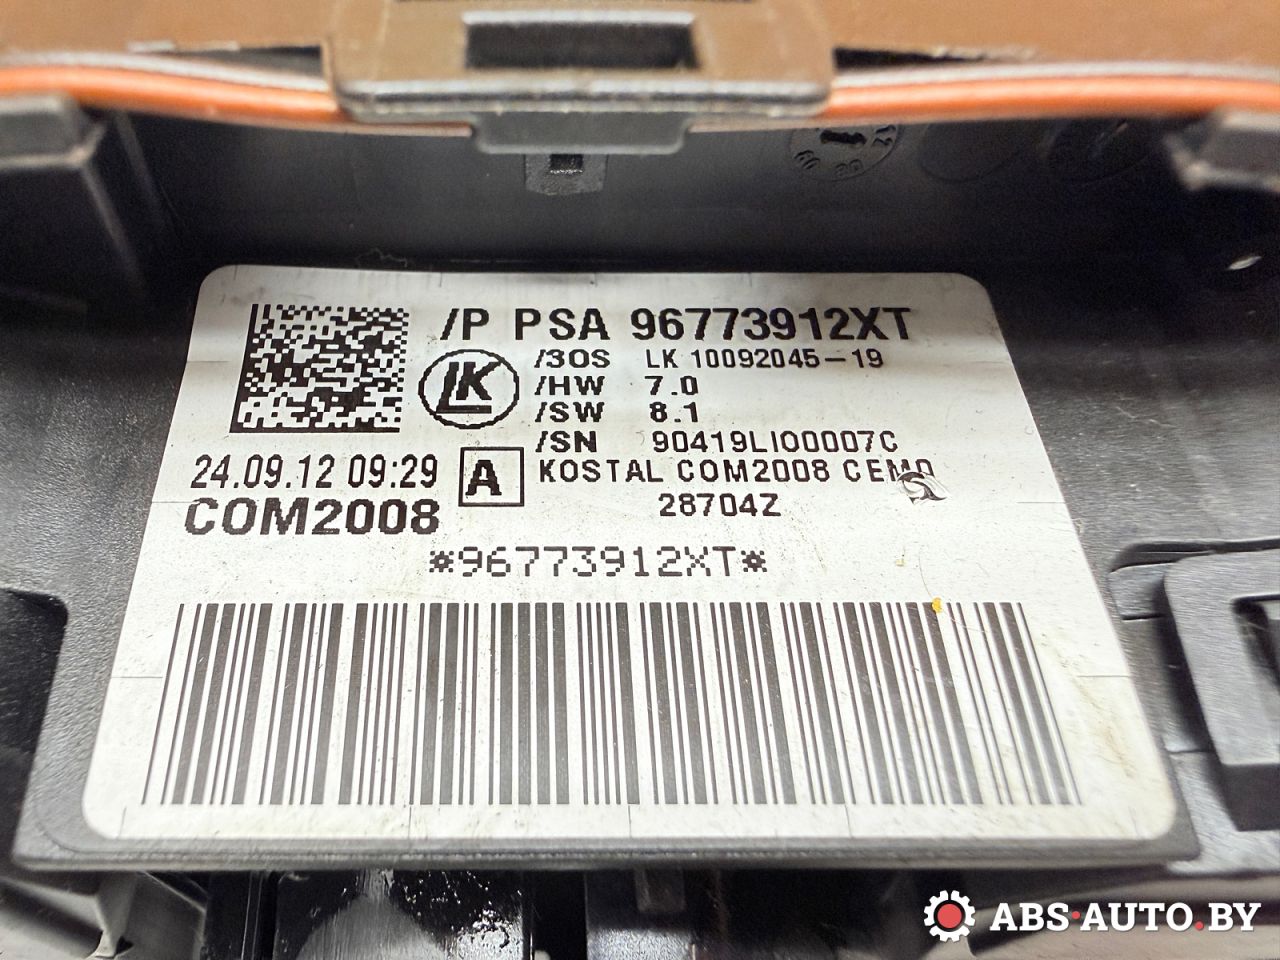 /P PSA 96773912XT
/3OS LK 10092045-19
LK
/HW 7.0
/SW 8.1
/SN 90419LI00007C
24.09.12 09:29 A KOSTAL COM2008
COM2008 28704Z
*96773912XT*
ABS-AUTO.BY